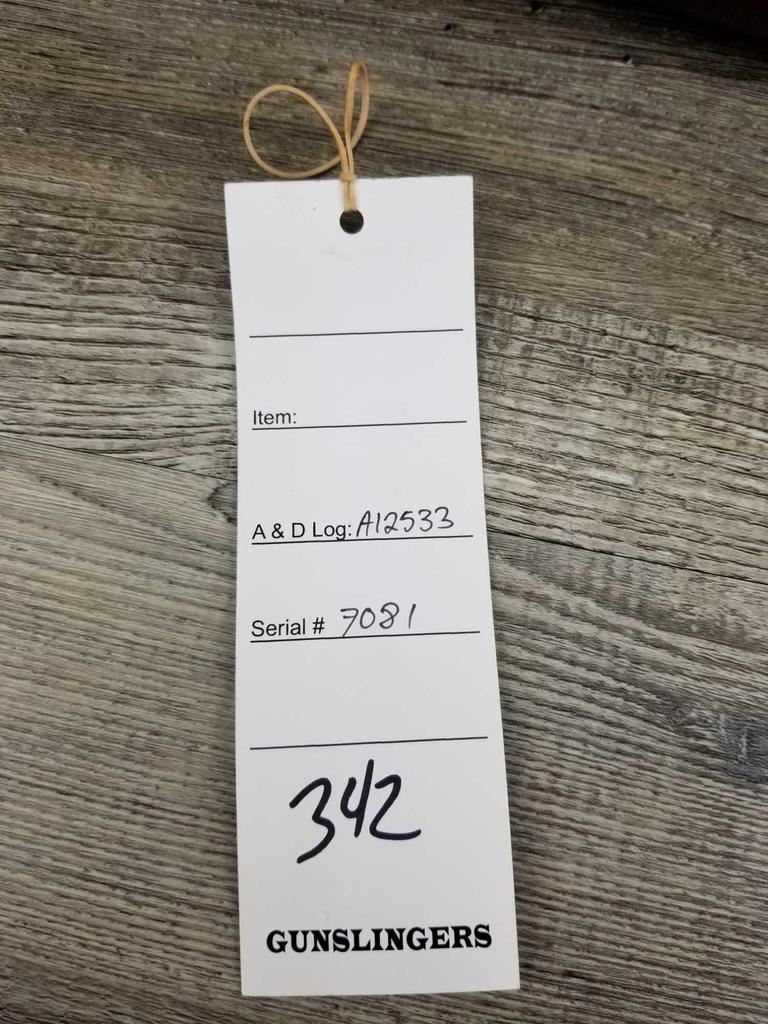 Item:
A & D Log: A12533
Serial # 7081
342
GUNSLINGERS